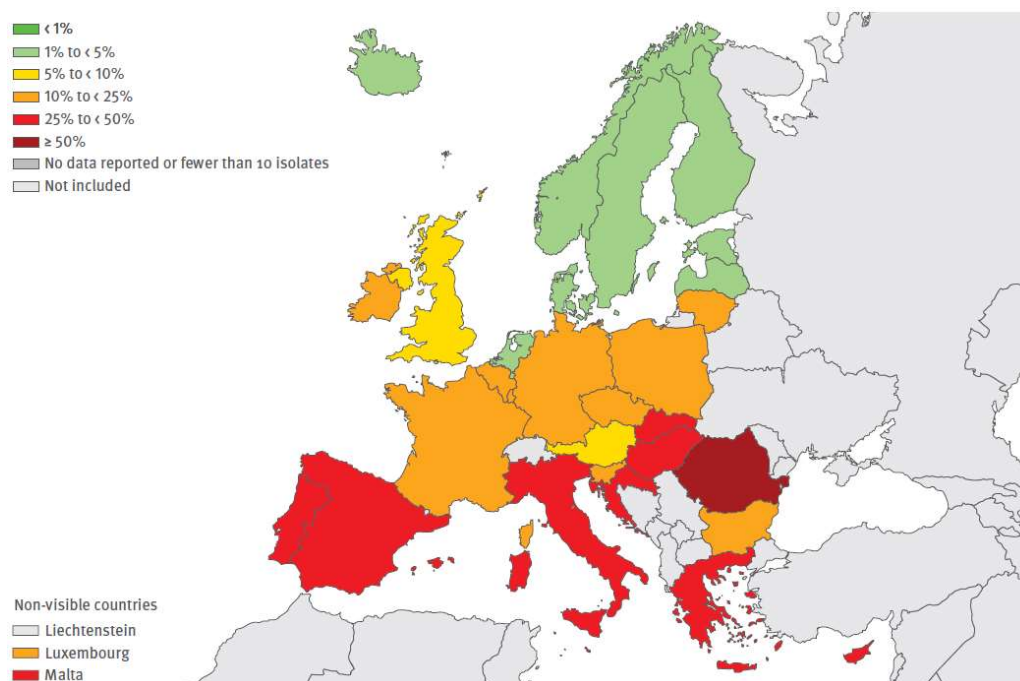 < 1%
1% to < 5%
5% to < 10%
10% to < 25%
25% to < 50%
≥ 50%
No data reported or fewer than 10 isolates
Not included
Non-visible countries
Liechtenstein
Luxembourg
Malta